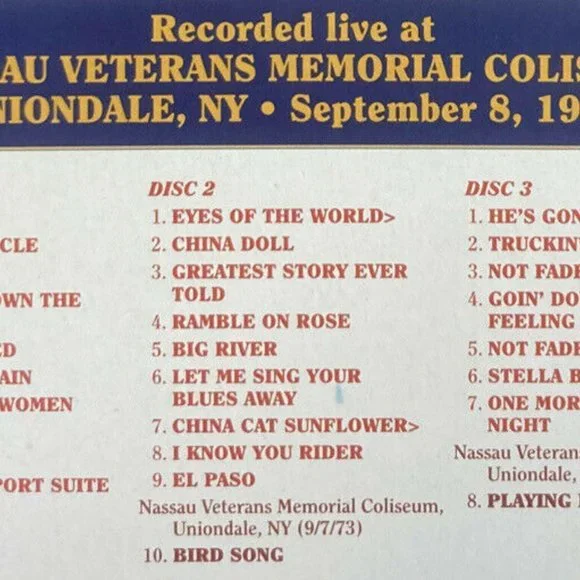 Recorded live at
AU VETERANS MEMORIAL COLIS
NIONDALE, NY • September 8, 19
CLE
OWN THE
ED
AIN
WOMEN
PORT SUITE
DISC 2
1. EYES OF THE WORLD>
2. CHINA DOLL
3. GREATEST STORY EVER
TOLD
4. RAMBLE ON ROSE
5. BIG RIVER
6. LET ME SING YOUR
BLUES AWAY
7. CHINA CAT SUNFLOWER>
8. I KNOW YOU RIDER
9. EL PASO
Nassau Veterans Memorial Coliseum,
Uniondale, NY (9/7/73)
10. BIRD SONG
DISC 3
1. HE'S GON
2. TRUCKIN
3. NOT FADE
4. GOIN' DO
FEELING
5. NOT FADE
6. STELLA B
7. ONE MOR
NIGHT
Nassau Veterans
Uniondale,
8. PLAYING